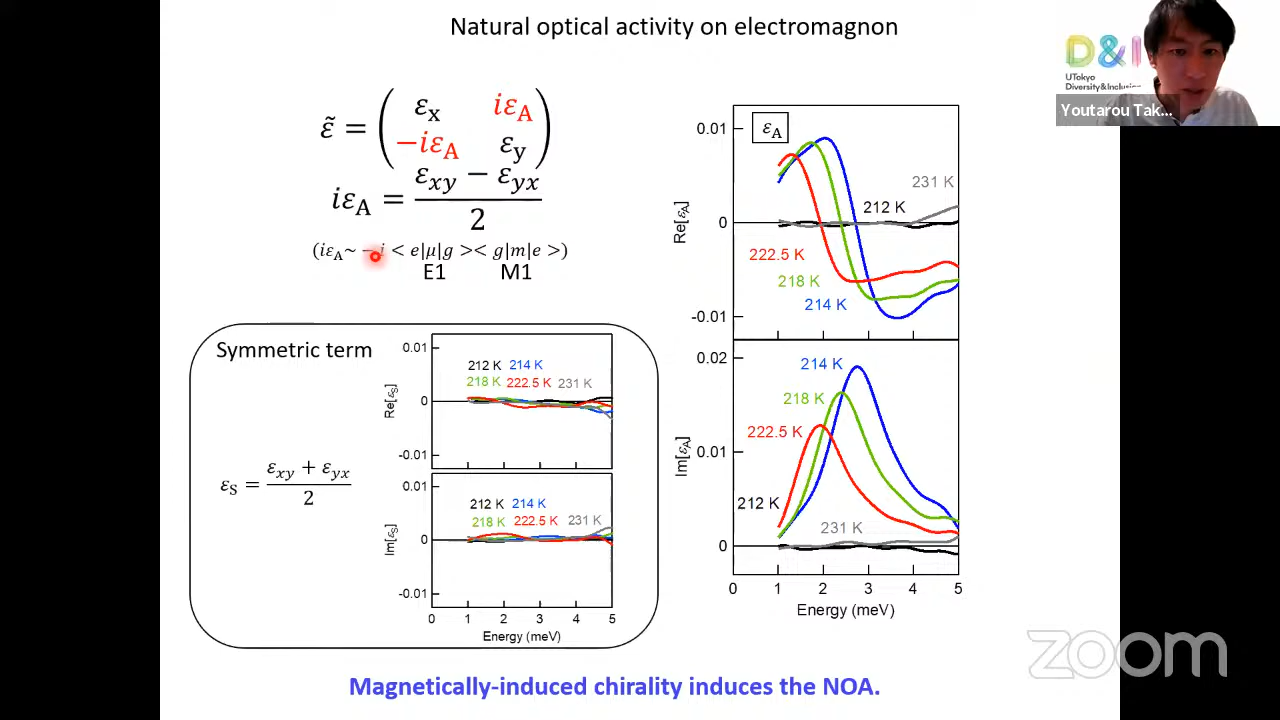 Natural optical activity on electromagnon
D&I
UTokyo
Diversity & Inclusion
Youtarou Tak...
ε̃ = ( εx iεA
−iεA εy )
iεA = (εxy − εyx) / 2
(iεA~ −i < e|μ|g >< g|m|e >)
E1 M1
Symmetric term
εS = (εxy + εyx) / 2
0.01
0
-0.01
Re[εS]
212 K 214 K
218 K 222.5 K 231 K
0.01
0
-0.01
Im[εS]
212 K 214 K
218 K 222.5 K 231 K
0 1 2 3 4 5
Energy (meV)
εA
0.01
0
-0.01
Re[εA]
231 K
212 K
222.5 K
218 K
214 K
0.02
0.01
0
Im[εA]
214 K
218 K
222.5 K
212 K
231 K
0 1 2 3 4 5
Energy (meV)
Magnetically-induced chirality induces the NOA.
zoom